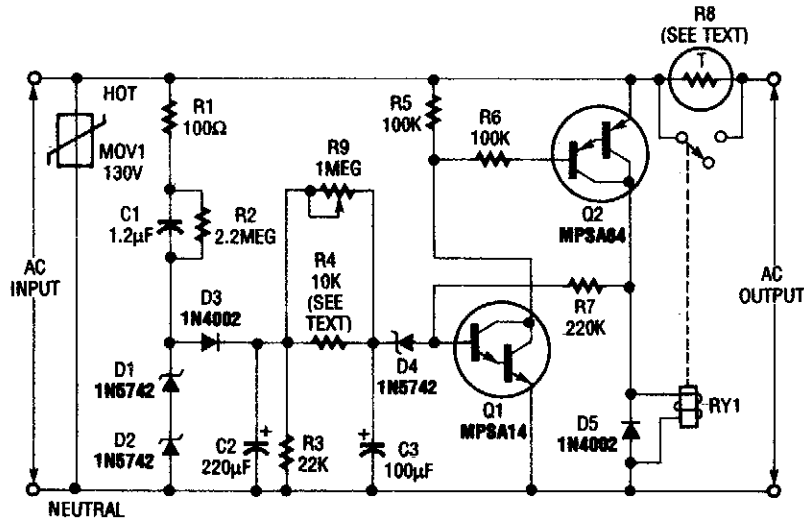 R8
(SEE TEXT)
T
HOT
R1
100Ω
R5
100K
R6
100K
MOV1
130V
R9
1MEG
C1
1.2µF
R2
2.2MEG
Q2
MPSA64
R4
10K
(SEE
TEXT)
AC
INPUT
AC
OUTPUT
D3
1N4002
R7
220K
D1
1N5742
D4
1N5742
Q1
MPSA14
RY1
D5
1N4002
D2
1N5742
C2
220µF
+
R3
22K
+
C3
100µF
NEUTRAL